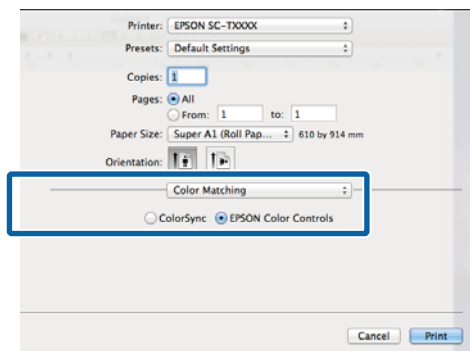 Printer: EPSON SC-TXXXX
Presets: Default Settings
Copies: 1
Pages: All
From: 1 to: 1
Paper Size: Super A1 (Roll Pap... 610 by 914 mm
Orientation:
Color Matching
ColorSync EPSON Color Controls
Cancel Print